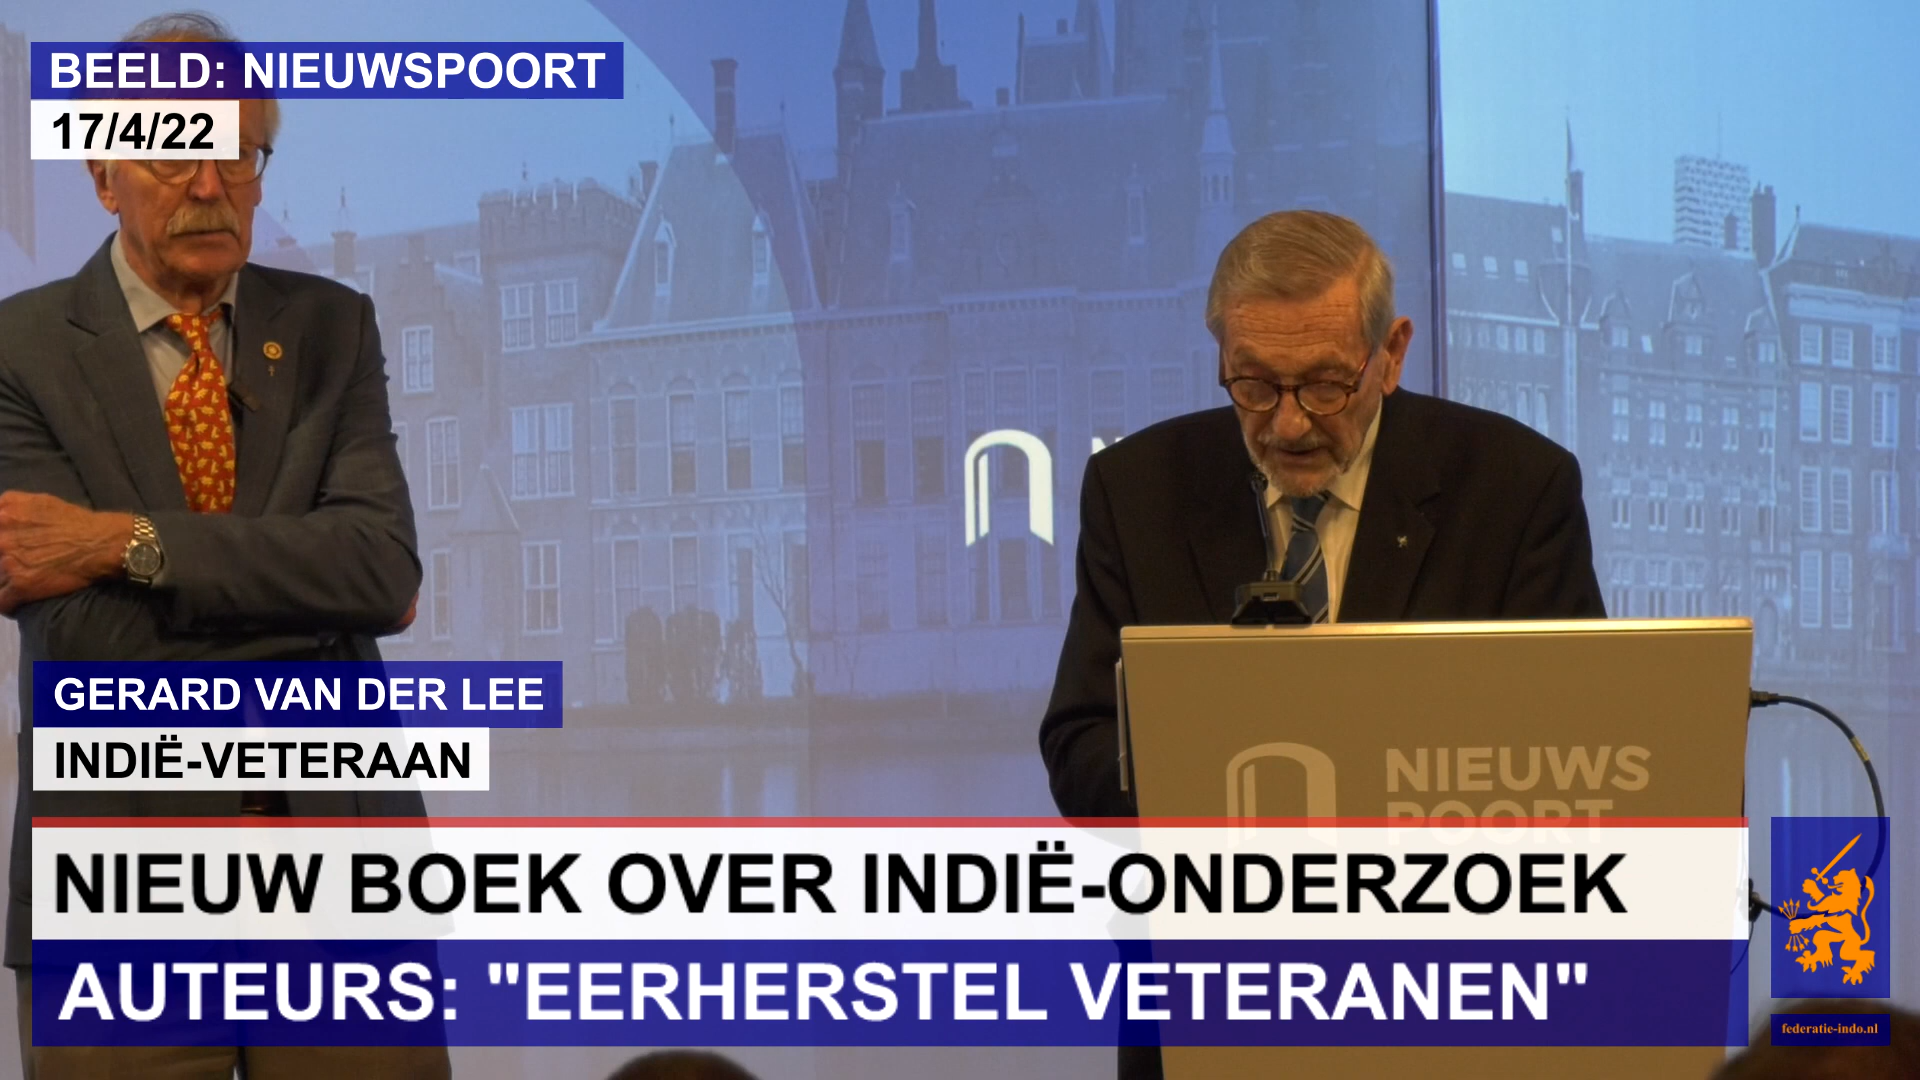 BEELD: NIEUWSPOORT
17/4/22
GERARD VAN DER LEE
INDIË-VETERAAN
NIEUWS
POORT
NIEUW BOEK OVER INDIË-ONDERZOEK
AUTEURS: "EERHERSTEL VETERANEN"
federatie-indo.nl